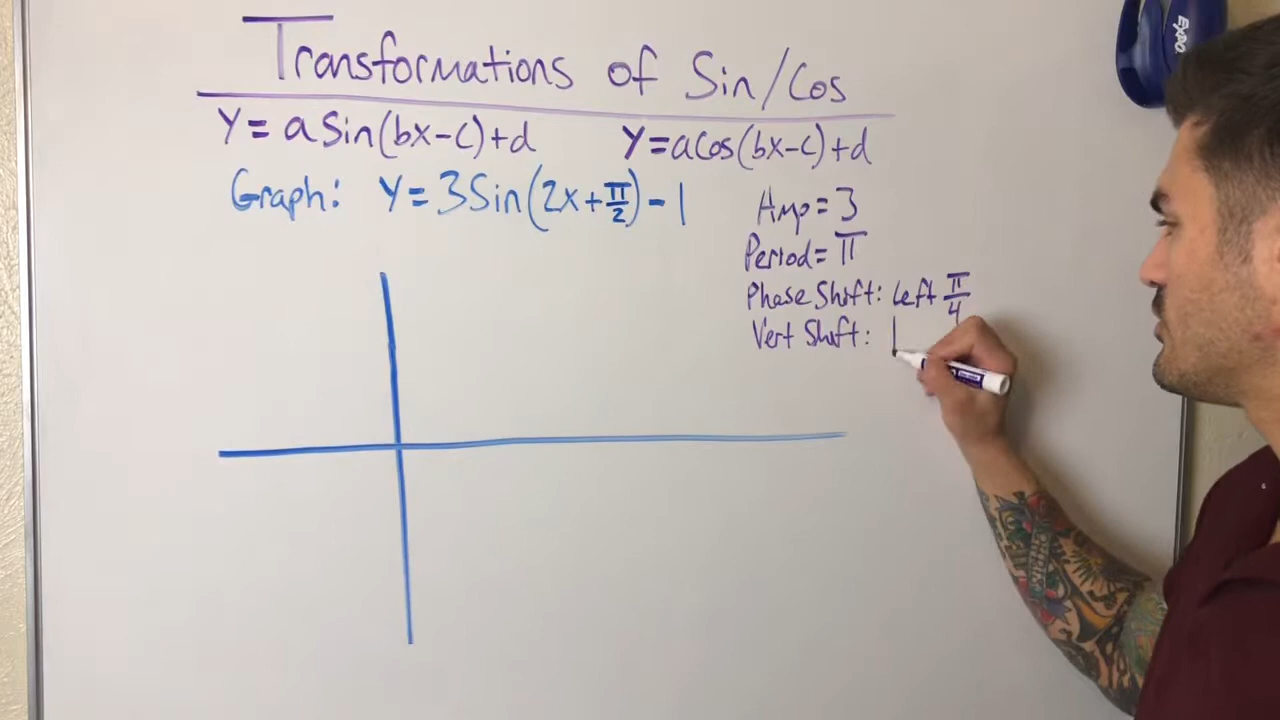 Transformations of Sin/Cos
Y=aSin(bx-c)+d
Y=aCos(bx-c)+d
Graph: Y=3Sin(2x+π/2)-1
Amp=3
Period=π
Phase Shift: Left π/4
Vert Shift:
EXPO